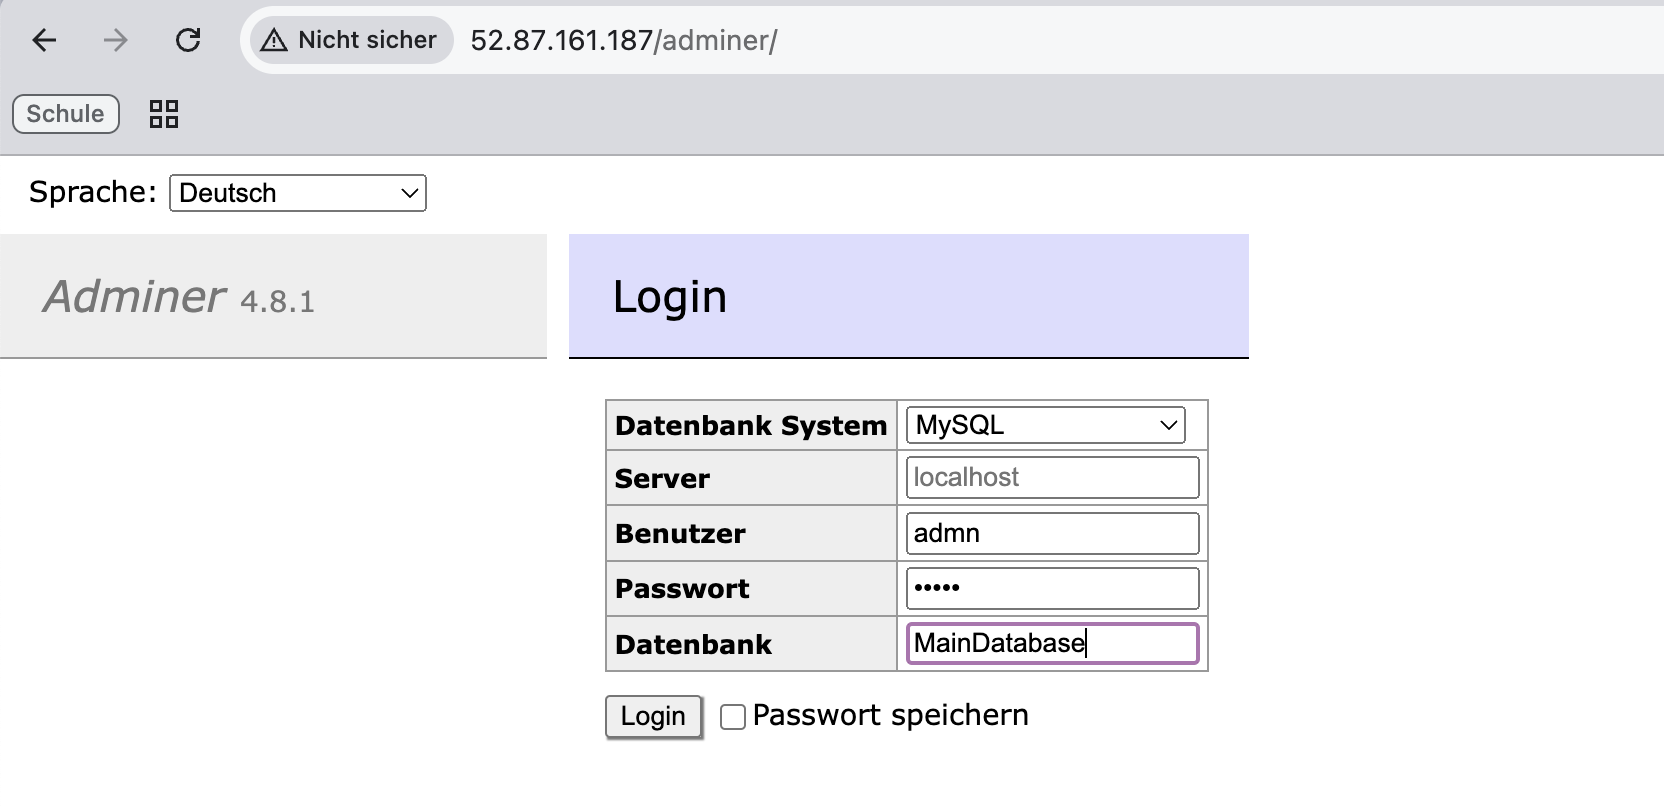 Nicht sicher 52.87.161.187/adminer/
Schule
Sprache: Deutsch
Adminer 4.8.1
Login
Datenbank System MySQL
Server localhost
Benutzer admn
Passwort •••••
Datenbank MainDatabase
Login Passwort speichern